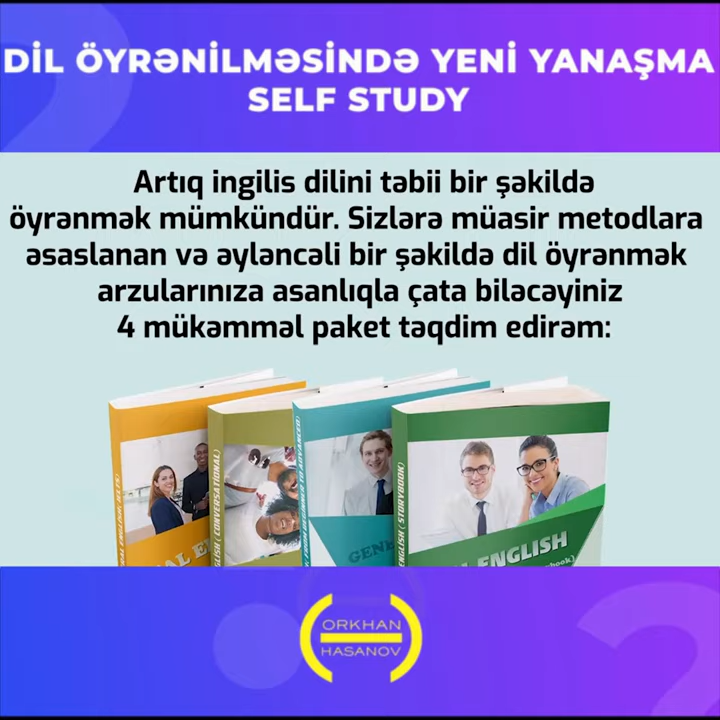 DİL ÖYRƏNİLMƏSİNDƏ YENİ YANAŞMA
SELF STUDY
Artıq ingilis dilini təbii bir şəkildə
öyrənmək mümkündür. Sizlərə müasir metodlara
əsaslanan və əyləncəli bir şəkildə dil öyrənmək
arzularınıza asanlıqla çata biləcəyiniz
4 mükəmməl paket təqdim edirəm:
ENGLISH (STORYBOOK)
ENGLISH
ORKHAN
HASANOV